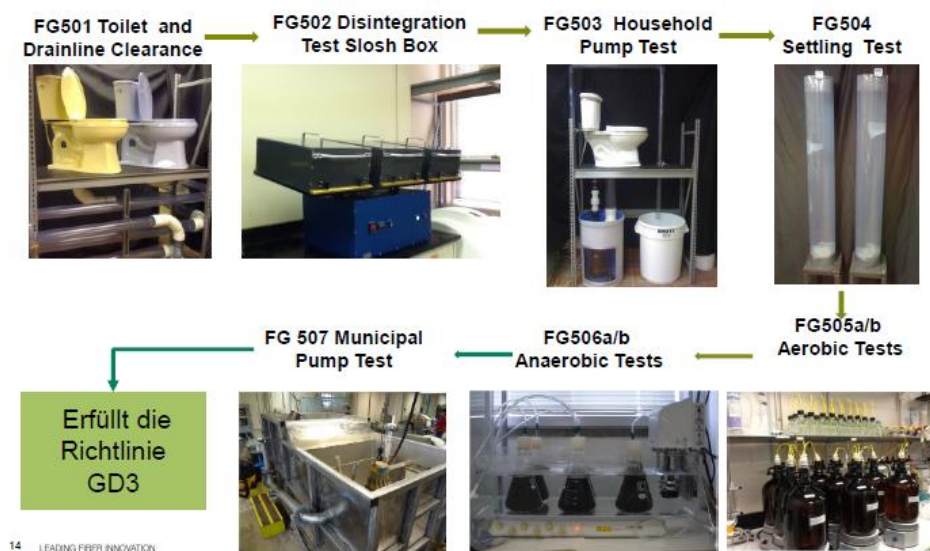 FG501 Toilet and
Drainline Clearance
FG502 Disintegration
Test Slosh Box
FG503 Household
Pump Test
FG504
Settling Test
FG505a/b
Aerobic Tests
FG506a/b
Anaerobic Tests
FG 507 Municipal
Pump Test
Erfüllt die
Richtlinie
GD3
14 LEADING FIBER INNOVATION